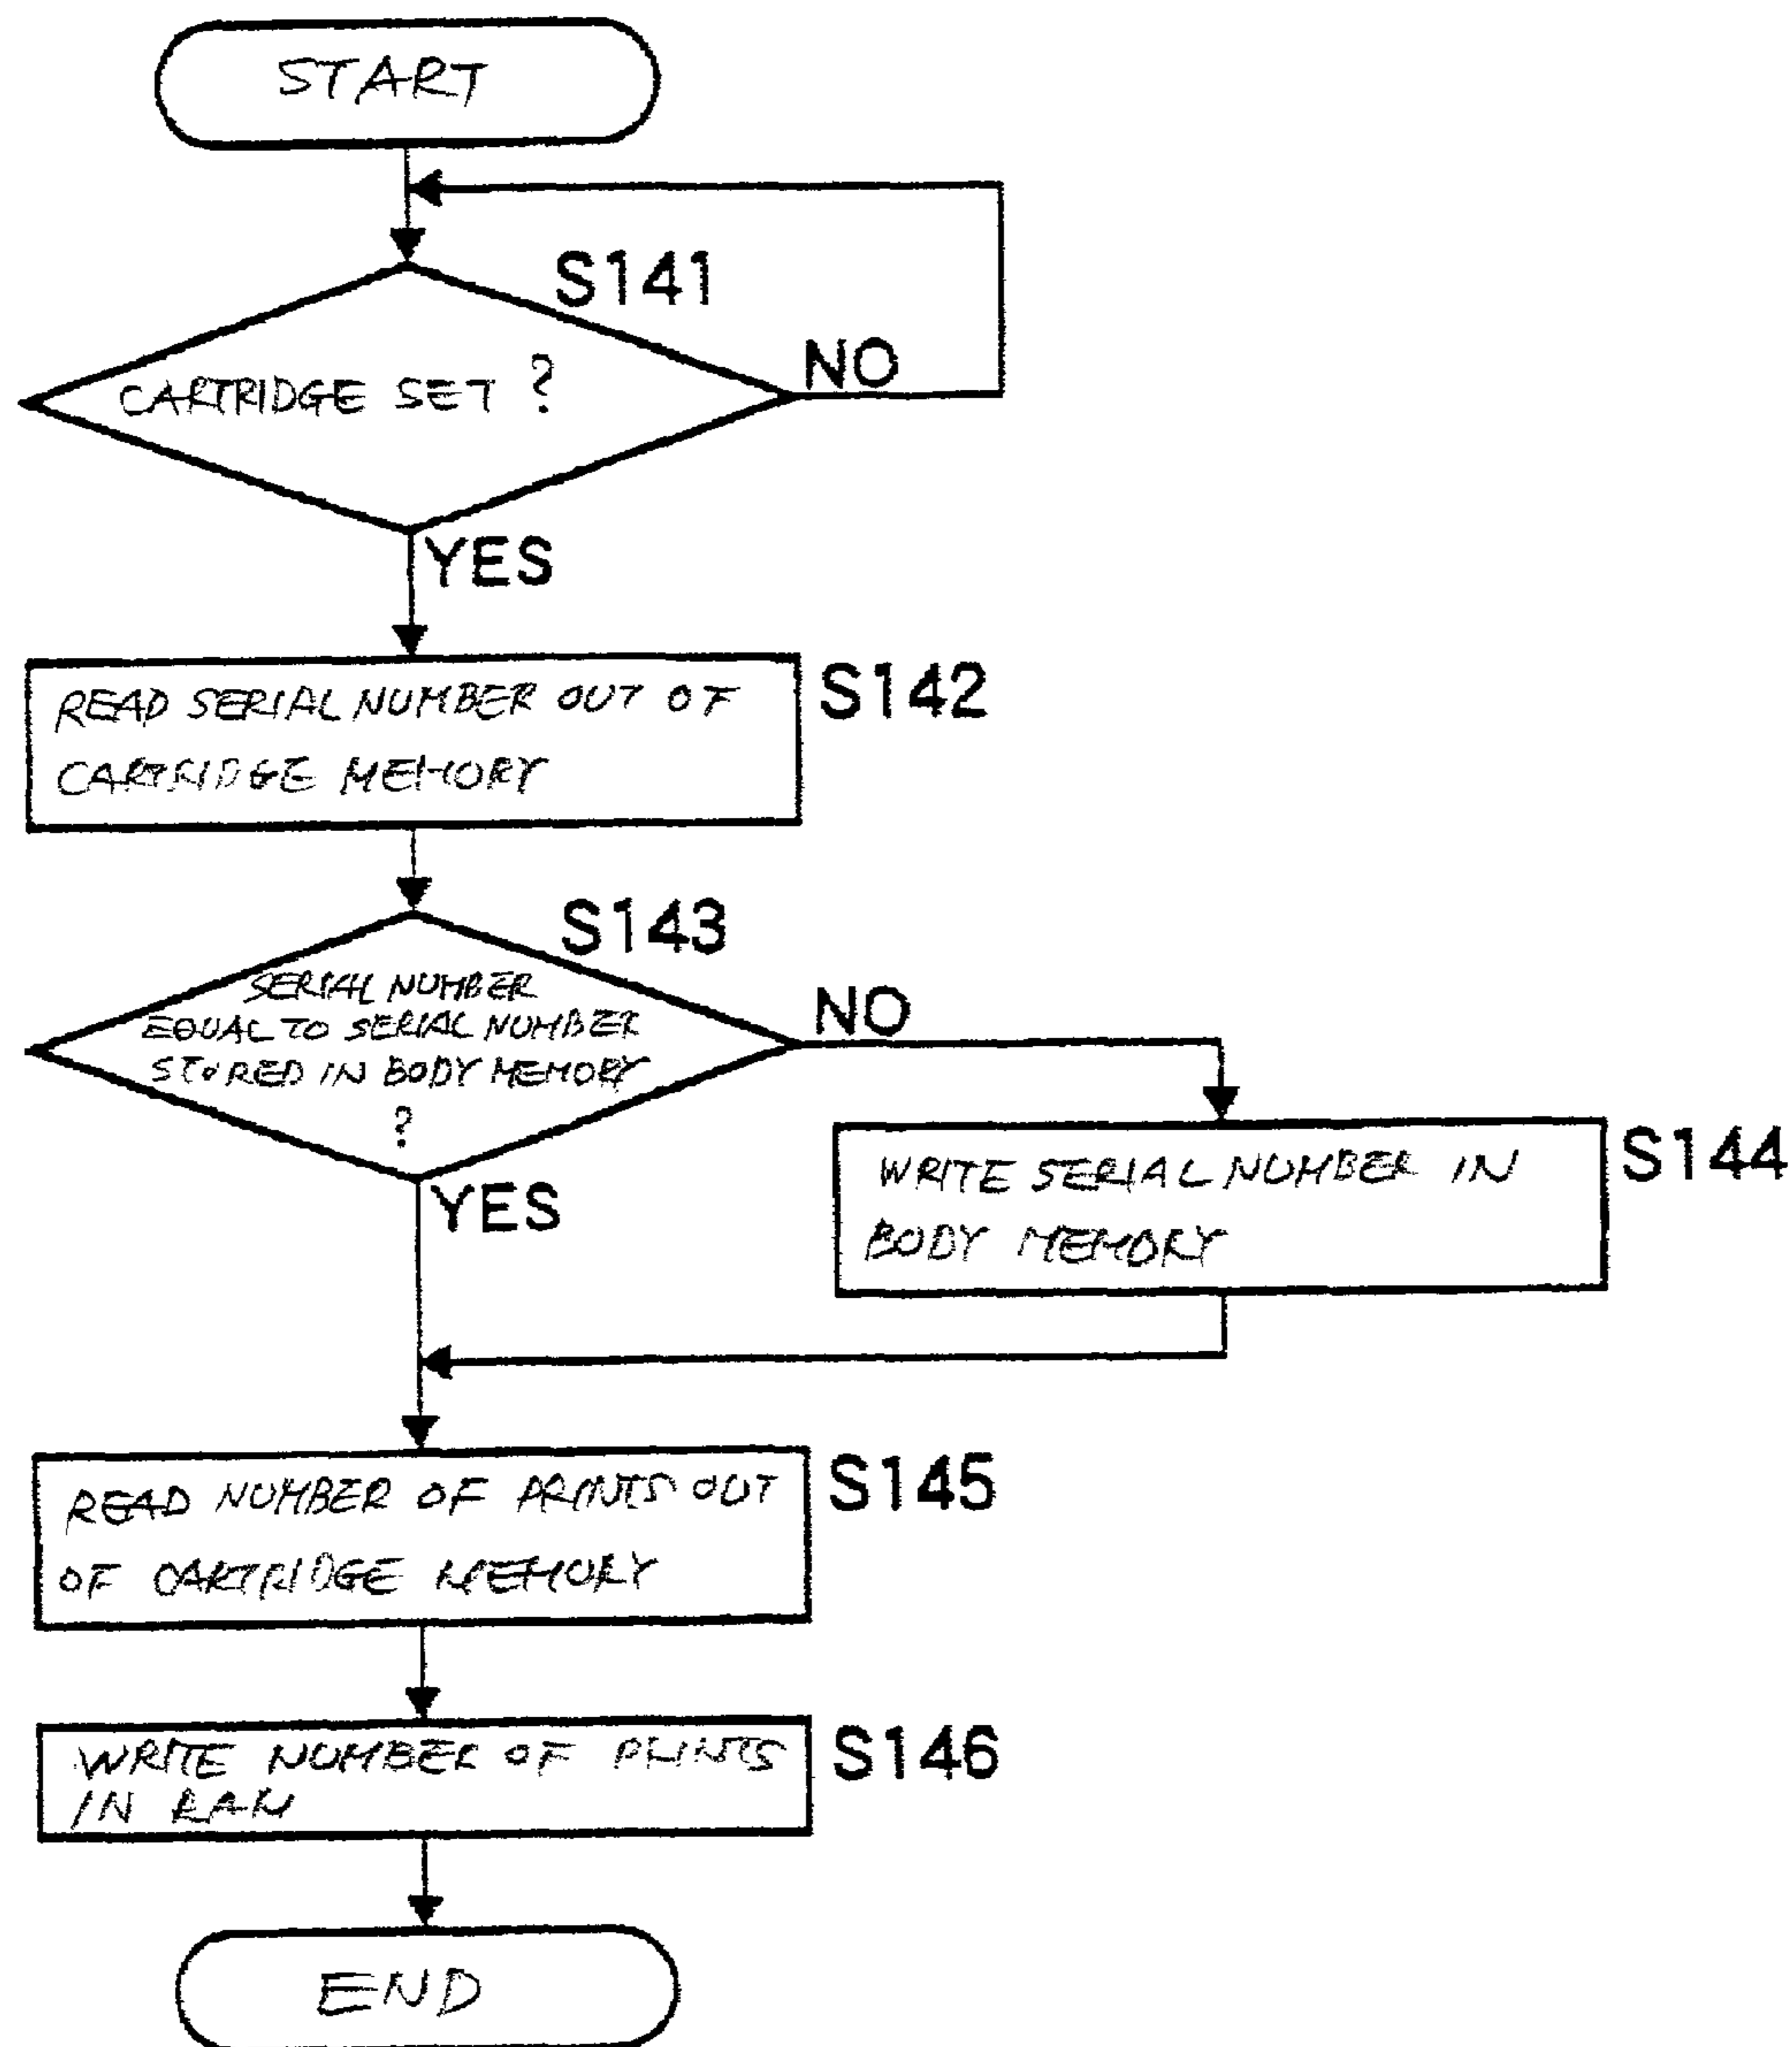 START
S141
CARTRIDGE SET ?
NO
YES
READ SERIAL NUMBER OUT OF
CARTRIDGE MEMORY
S142
S143
SERIAL NUMBER
EQUAL TO SERIAL NUMBER
STORED IN BODY MEMORY
?
NO
YES
WRITE SERIAL NUMBER IN
BODY MEMORY
S144
READ NUMBER OF PRINTS OUT
OF CARTRIDGE MEMORY
S145
WRITE NUMBER OF PRINTS
IN RAM
S146
END